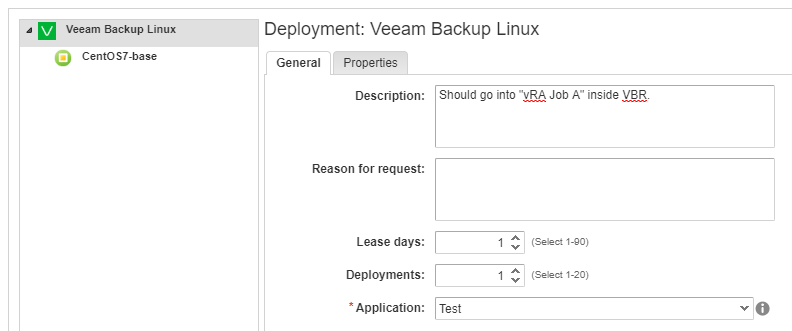 Veeam Backup Linux
CentOS7-base
Deployment: Veeam Backup Linux
General Properties
Description: Should go into "vRA Job A" inside VBR.
Reason for request:
Lease days: 1 (Select 1-90)
Deployments: 1 (Select 1-20)
* Application: Test